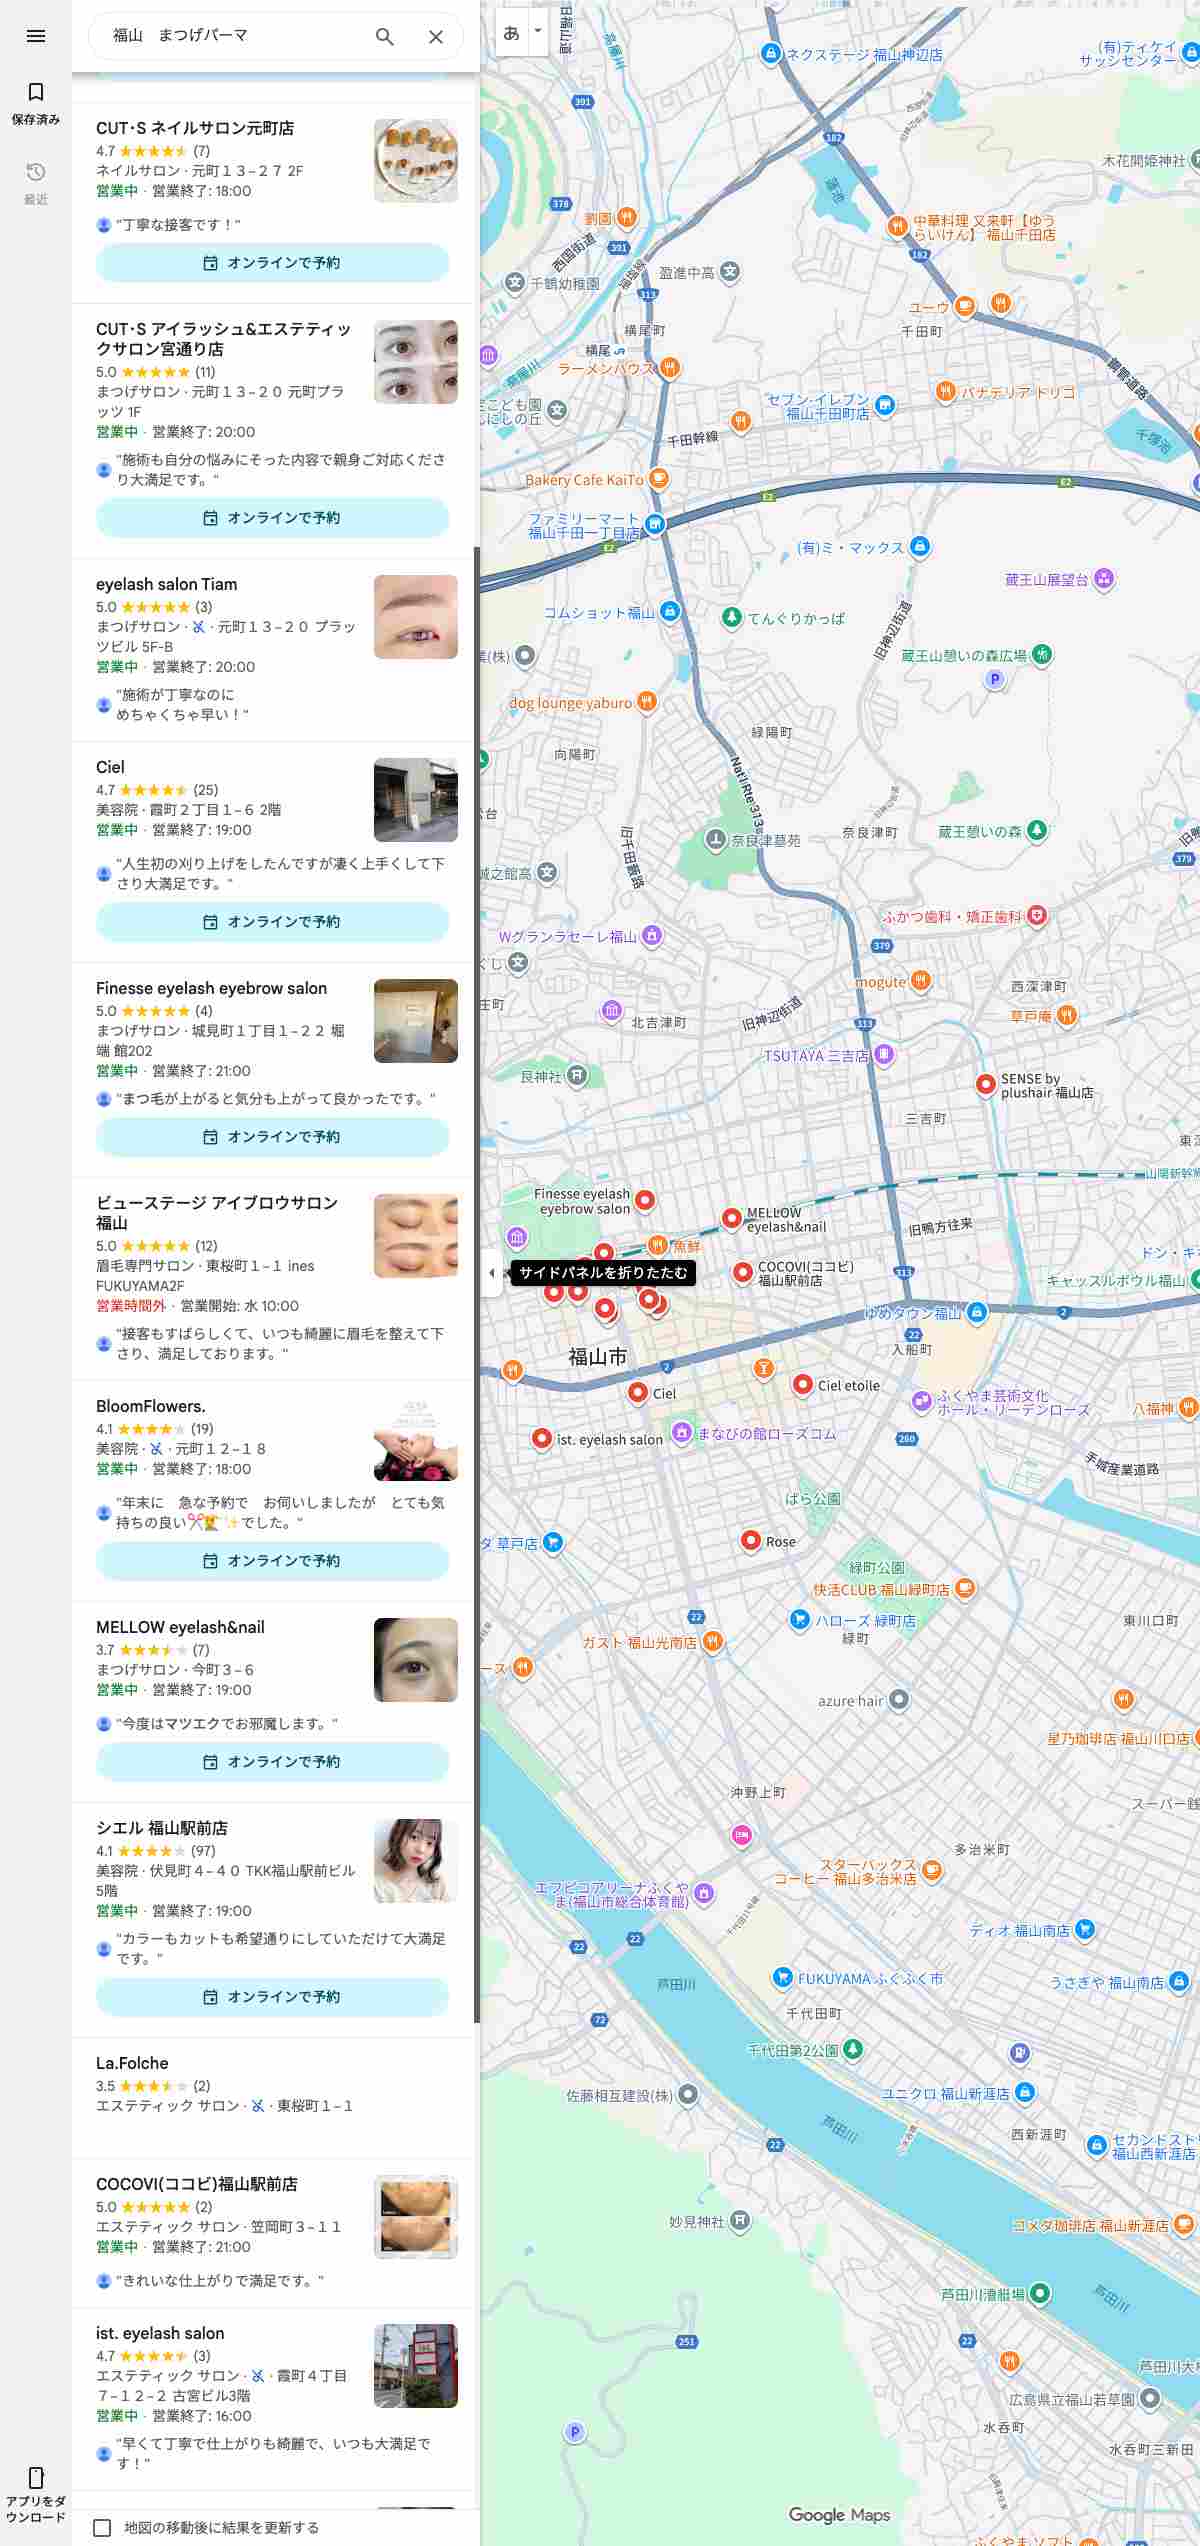 福山　まつげパーマ
保存済み
最近
CUT・S ネイルサロン元町店
4.7 (7)
ネイルサロン · 元町１３−２７ 2F
営業中 · 営業終了: 18:00
"丁寧な接客です！"
オンラインで予約
CUT・S アイラッシュ&エステティッ
クサロン宮通り店
5.0 (11)
まつげサロン · 元町１３−２０ 元町プラ
ッツ 1F
営業中 · 営業終了: 20:00
"施術も自分の悩みにそった内容で親身ご対応くださ
り大満足です。"
オンラインで予約
eyelash salon Tiam
5.0 (3)
まつげサロン · 元町１３−２０ プラッ
ツビル 5F-B
営業中 · 営業終了: 20:00
"施術が丁寧なのに
めちゃくちゃ早い！"
Ciel
4.7 (25)
美容院 · 霞町２丁目１−６ 2階
営業中 · 営業終了: 19:00
"人生初の刈り上げをしたんですが凄く上手くして下
さり大満足です。"
オンラインで予約
Finesse eyelash eyebrow salon
5.0 (4)
まつげサロン · 城見町１丁目１−２２ 堀
端 館202
営業中 · 営業終了: 21:00
"まつ毛が上がると気分も上がって良かったです。"
オンラインで予約
ビューステージ アイブロウサロン
福山
5.0 (12)
眉毛専門サロン · 東桜町１−１ ines
FUKUYAMA2F
営業時間外 · 営業開始: 水 10:00
"接客もすばらしくて、いつも綺麗に眉毛を整えて下
さり、満足しております。"
BloomFlowers.
4.1 (19)
美容院 · 元町１２−１８
営業中 · 営業終了: 18:00
"年末に　急な予約で　お伺いしましたが　とても気
持ちの良い✂️💆✨でした。"
オンラインで予約
MELLOW eyelash&nail
3.7 (7)
まつげサロン · 今町３−６
営業中 · 営業終了: 19:00
"今度はマツエクでお邪魔します。"
オンラインで予約
シエル 福山駅前店
4.1 (97)
美容院 · 伏見町４−４０ TKK福山駅前ビル
5階
営業中 · 営業終了: 19:00
"カラーもカットも希望通りにしていただけて大満足
です。"
オンラインで予約
La.Folche
3.5 (2)
エステティック サロン · 東桜町１−１
COCOVI(ココビ)福山駅前店
5.0 (2)
エステティック サロン · 笠岡町３−１１
営業中 · 営業終了: 21:00
"きれいな仕上がりで満足です。"
ist. eyelash salon
4.7 (3)
エステティック サロン · 霞町４丁目
７−１２−２ 古宮ビル3階
営業中 · 営業終了: 16:00
"早くて丁寧で仕上がりも綺麗で、いつも大満足で
す！"
アプリをダ
ウンロード
地図の移動後に結果を更新する
あ
旧福山道
高屋川
ネクステージ 福山神辺店
(有)ティケイ
サッシセンター
391
182
378
蓮池
木花開姫神社
劉園
中華料理 又来軒【ゆう
らいけん】 福山千田店
西国街道
391
182
福塩線
盈進中高
千鶴幼稚園
313
ユーウ
横尾町
千田町
横尾
ラーメンハウス
鋼管道路
セブン-イレブン
福山千田町店
パナデリア ドリゴ
千田幹線
千塚池
Bakery Cafe KaiTo
E2
E2
ファミリーマート
福山千田一丁目店
E2
(有)ミ・マックス
蔵王山展望台
コムショット福山
てんぐりかっぱ
旧神辺街道
蔵王山憩いの森広場
P
dog lounge yaburo
緑陽町
向陽町
Nat'l Rte 313
奈良津墓苑
奈良津町
蔵王憩いの森
旧千田藪路
379
誠之館高
ふかつ歯科・矯正歯科
Wグランラセーレ福山
379
mogute
西深津町
草戸庵
北吉津町
旧神辺街道
313
TSUTAYA 三吉店
艮神社
SENSE by
plushair 福山店
三吉町
山陽新幹線
Finesse eyelash
eyebrow salon
MELLOW
eyelash&nail
旧鴨方往来
魚鮮
サイドパネルを折りたたむ
COCOVI(ココビ)
福山駅前店
313
ドン・キホ
キャッスルボウル福山
ゆめタウン福山
2
22
入船町
福山市
2
Ciel
Ciel etoile
ふくやま芸術文化
ホール・リーデンローズ
八福神
ist. eyelash salon
まなびの館ローズコム
260
手城産業道路
ばら公園
ダ 草戸店
Rose
緑町公園
快活CLUB 福山緑町店
22
ハローズ 緑町店
緑町
東川口町
ガスト 福山光南店
azure hair
星乃珈琲店 福山川口店
沖野上町
スーパー銭
多治米町
スターバックス
コーヒー 福山多治米店
エフピコアリーナふくや
ま(福山市総合体育館)
22
22
ディオ 福山南店
芦田川
FUKUYAMA ふくふく市
うさぎや 福山南店
72
千代田町
千代田第2公園
佐藤相互建設(株)
ユニクロ 福山新涯店
芦田川
西新涯町
22
セカンドスト
福山西新涯店
妙見神社
コメダ珈琲店 福山新涯店
芦田川漕艇場
芦田川
251
22
芦田川大橋
広島県立福山若草園
P
水呑町
水呑町三新田
Google Maps
ふくやま ソフト